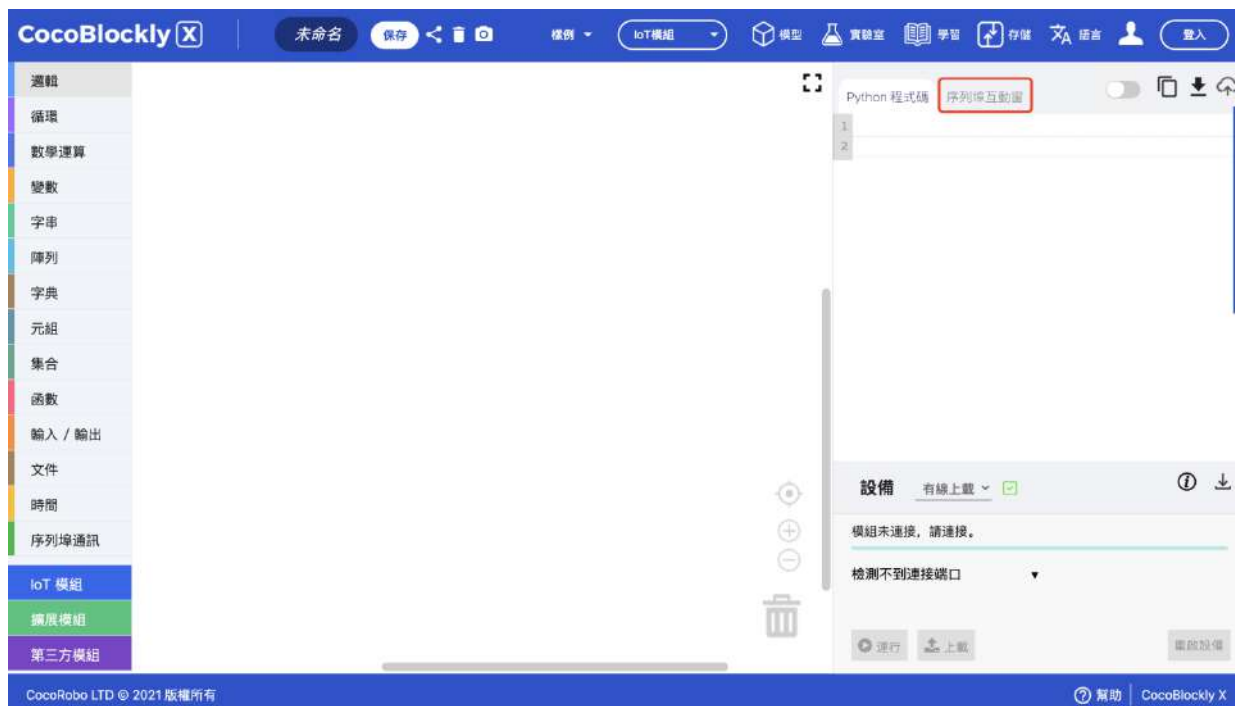 CocoBlockly X
未命名
保存
樣例
IoT模組
模型
實驗室
學習
存儲
語言
登入
邏輯
循環
數學運算
變數
字串
陣列
字典
元組
集合
函數
輸入 / 輸出
文件
時間
序列埠通訊
IoT 模組
擴展模組
第三方模組
Python 程式碼
序列埠互動窗
1
2
設備
有線上載
模組未連接，請連接。
檢測不到連接端口
運行
上載
重啟設備
CocoRobo LTD © 2021 版權所有
幫助
CocoBlockly X